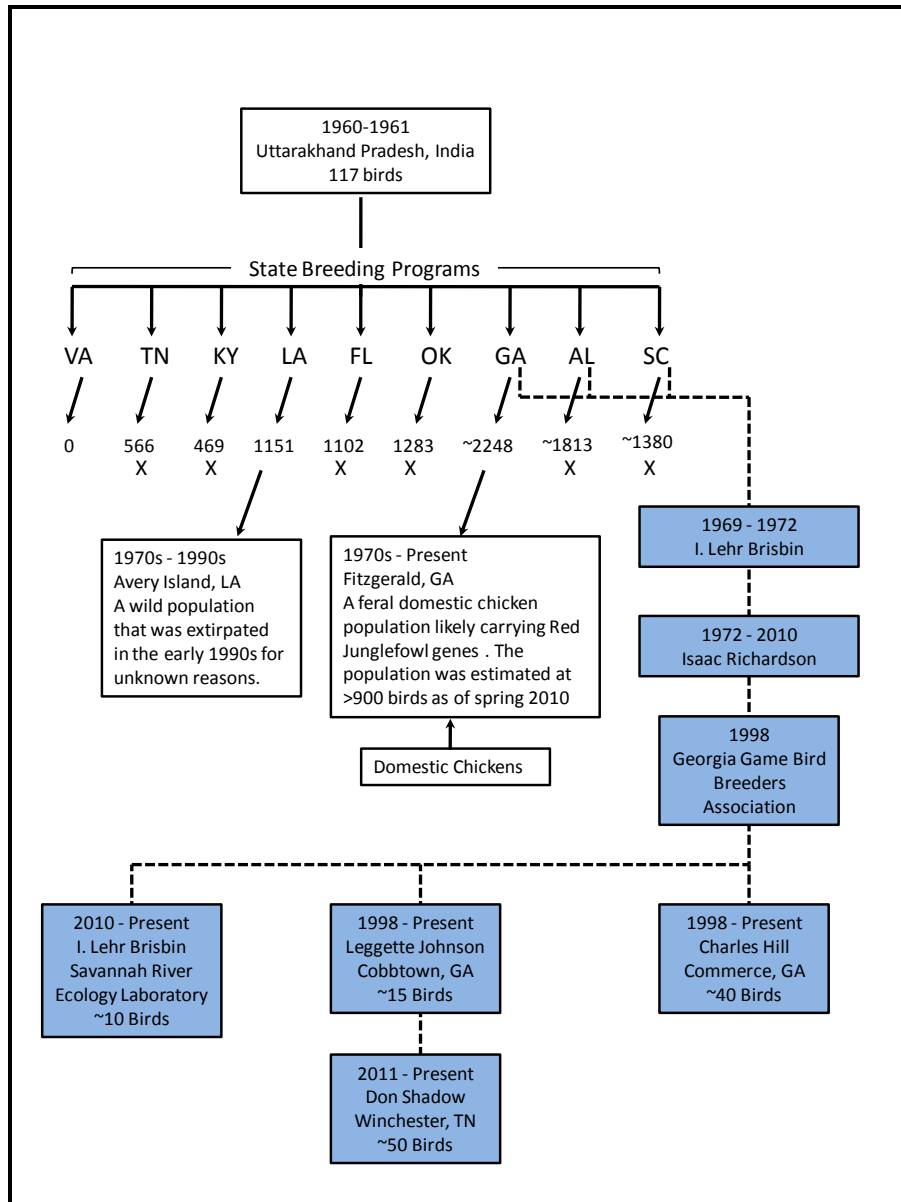 1960-1961
Uttarakhand Pradesh, India
117 birds
State Breeding Programs
VA TN KY LA FL OK GA AL SC
0 566 469 1151 1102 1283 ~2248 ~1813 ~1380
X X X X X X
1969 - 1972
I. Lehr Brisbin
1970s - 1990s
Avery Island, LA
A wild population
that was extirpated
in the early 1990s for
unknown reasons.
1970s - Present
Fitzgerald, GA
A feral domestic chicken
population likely carrying Red
Junglefowl genes . The
population was estimated at
>900 birds as of spring 2010
Domestic Chickens
1972 - 2010
Isaac Richardson
1998
Georgia Game Bird
Breeders
Association
2010 - Present
I. Lehr Brisbin
Savannah River
Ecology Laboratory
~10 Birds
1998 - Present
Leggette Johnson
Cobbtown, GA
~15 Birds
1998 - Present
Charles Hill
Commerce, GA
~40 Birds
2011 - Present
Don Shadow
Winchester, TN
~50 Birds